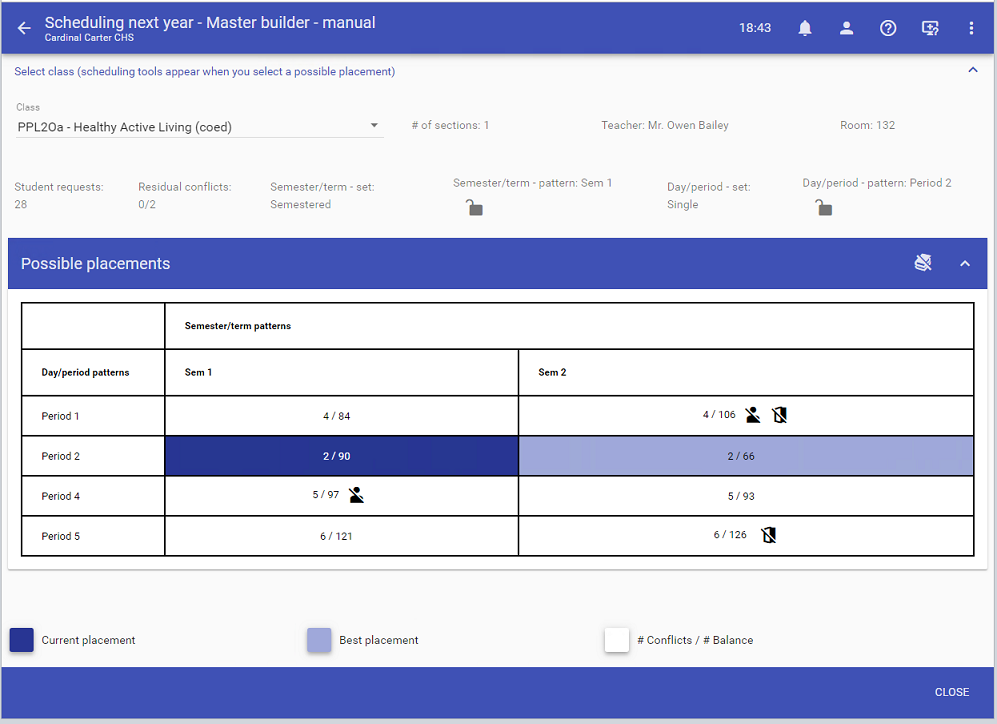 Scheduling next year - Master builder - manual
Cardinal Carter CHS
18:43
Select class (scheduling tools appear when you select a possible placement)
Class
PPL2Oa - Healthy Active Living (coed)
# of sections: 1
Teacher: Mr. Owen Bailey
Room: 132
Student requests:
28
Residual conflicts:
0/2
Semester/term - set:
Semestered
Semester/term - pattern: Sem 1
Day/period - set:
Single
Day/period - pattern: Period 2
Possible placements
Semester/term patterns
Day/period patterns Sem 1 Sem 2
Period 1 4 / 84 4 / 106
Period 2 2 / 90 2 / 66
Period 4 5 / 97 5 / 93
Period 5 6 / 121 6 / 126
Current placement
Best placement
# Conflicts / # Balance
CLOSE